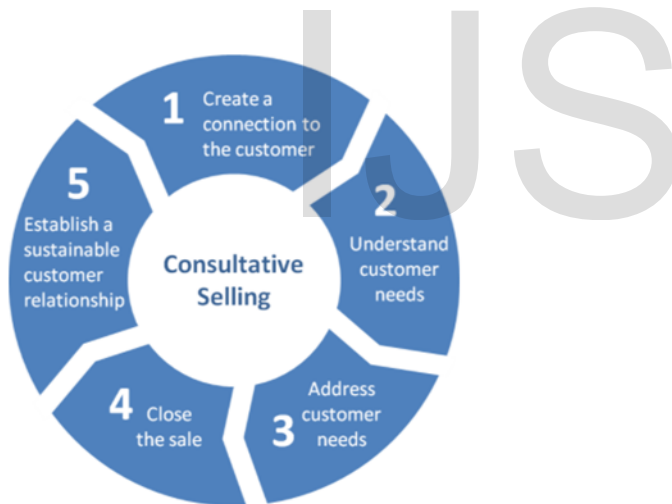 IJS
1
Create a
connection to
the customer
2
Understand
customer
needs
3
Address
customer
needs
4
Close
the sale
5
Establish a
sustainable
customer
relationship
Consultative
Selling